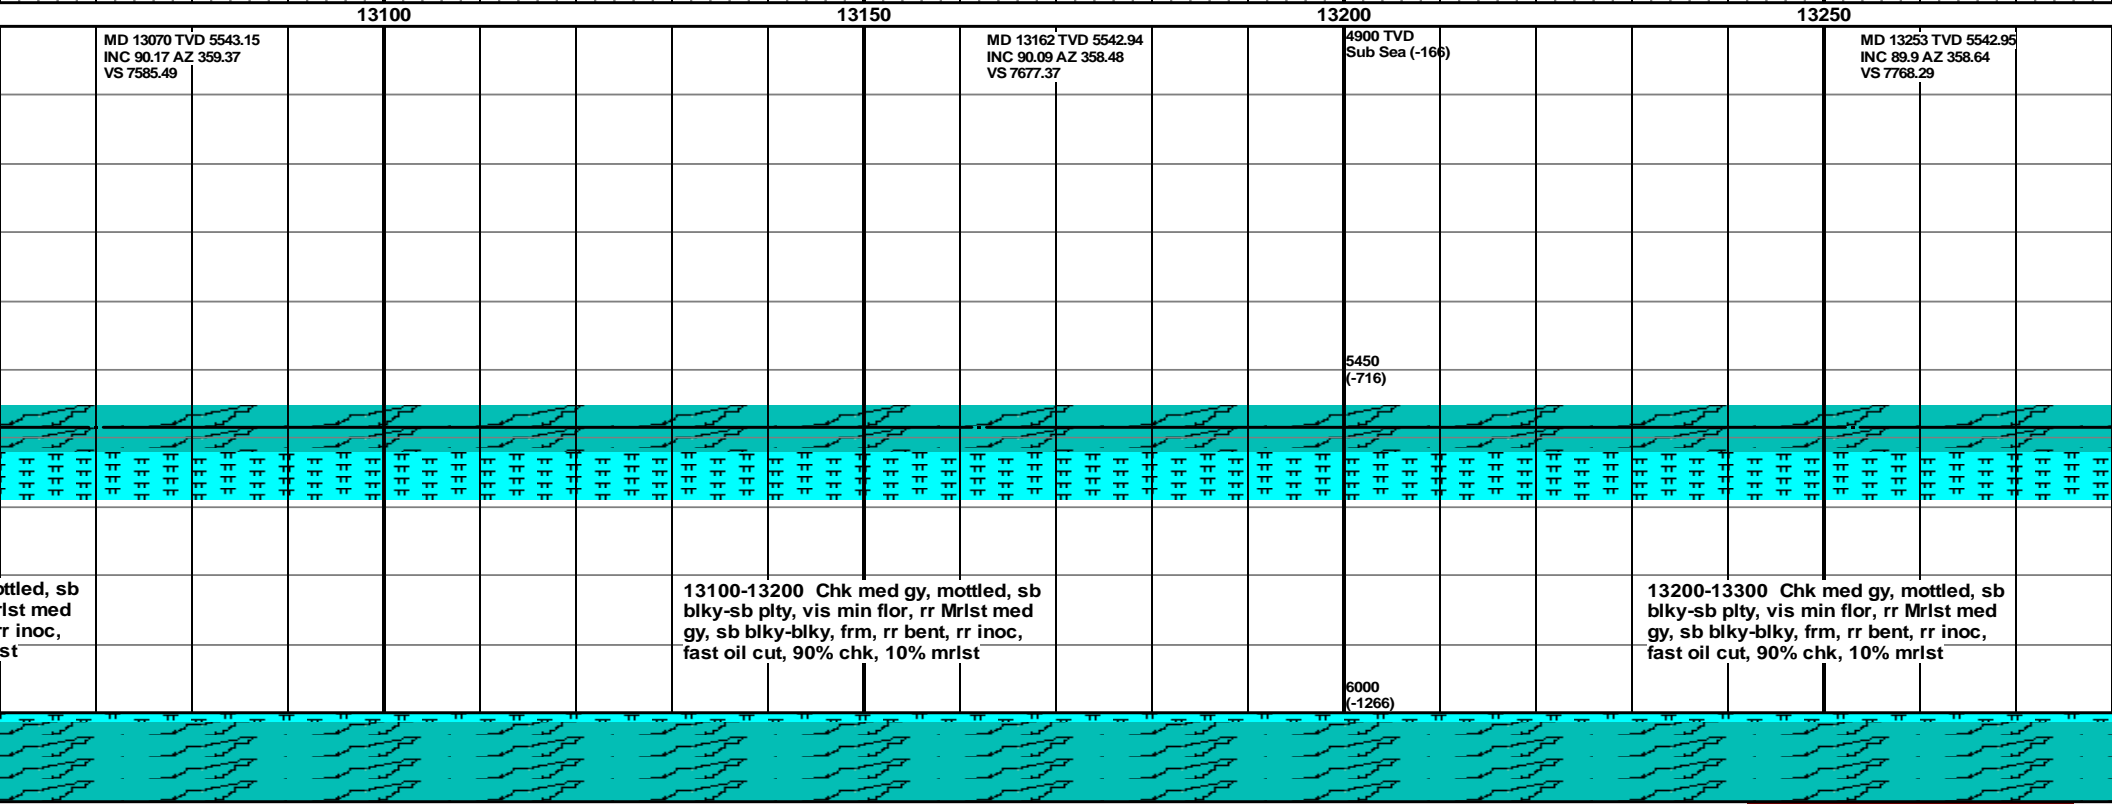 13100
13150
13200
13250
MD 13070 TVD 5543.15
INC 90.17 AZ 359.37
VS 7585.49
MD 13162 TVD 5542.94
INC 90.09 AZ 358.48
VS 7677.37
4900 TVD
Sub Sea (-166)
MD 13253 TVD 5542.95
INC 89.9 AZ 358.64
VS 7768.29
5450
(-716)
sb
med
inoc,
13100-13200 Chk med gy, mottled, sb
blky-sb plty, vis min flor, rr Mrlst med
gy, sb blky-blky, frm, rr bent, rr inoc,
fast oil cut, 90% chk, 10% mrlst
13200-13300 Chk med gy, mottled, sb
blky-sb plty, vis min flor, rr Mrlst med
gy, sb blky-blky, frm, rr bent, rr inoc,
fast oil cut, 90% chk, 10% mrlst
6000
(-1266)